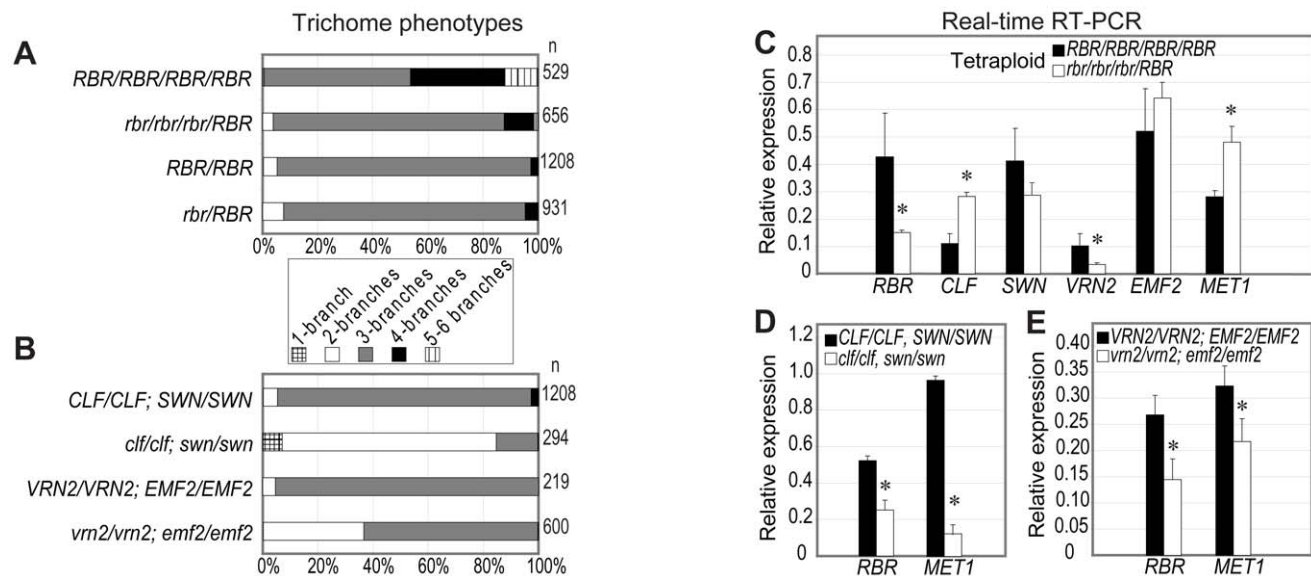 Trichome phenotypes
A
n
RBR/RBR/RBR/RBR 529
rbr/rbr/rbr/RBR 656
RBR/RBR 1208
rbr/RBR 931
0% 20% 40% 60% 80% 100%
1-branch
2-branches
3-branches
4-branches
5-6 branches
B
n
CLF/CLF; SWN/SWN 1208
clf/clf; swn/swn 294
VRN2/VRN2; EMF2/EMF2 219
vrn2/vrn2; emf2/emf2 600
0% 20% 40% 60% 80% 100%
Real-time RT-PCR
C
Tetraploid
RBR/RBR/RBR/RBR
rbr/rbr/rbr/RBR
Relative expression
0.8
0.7
0.6
0.5
0.4
0.3
0.2
0.1
0
* * * *
RBR CLF SWN VRN2 EMF2 MET1
D
CLF/CLF, SWN/SWN
clf/clf, swn/swn
Relative expression
1.2
1.0
0.8
0.6
0.4
0.2
0
* *
RBR MET1
E
VRN2/VRN2; EMF2/EMF2
vrn2/vrn2; emf2/emf2
Relative expression
0.40
0.35
0.30
0.25
0.20
0.15
0.10
0.05
0
* *
RBR MET1